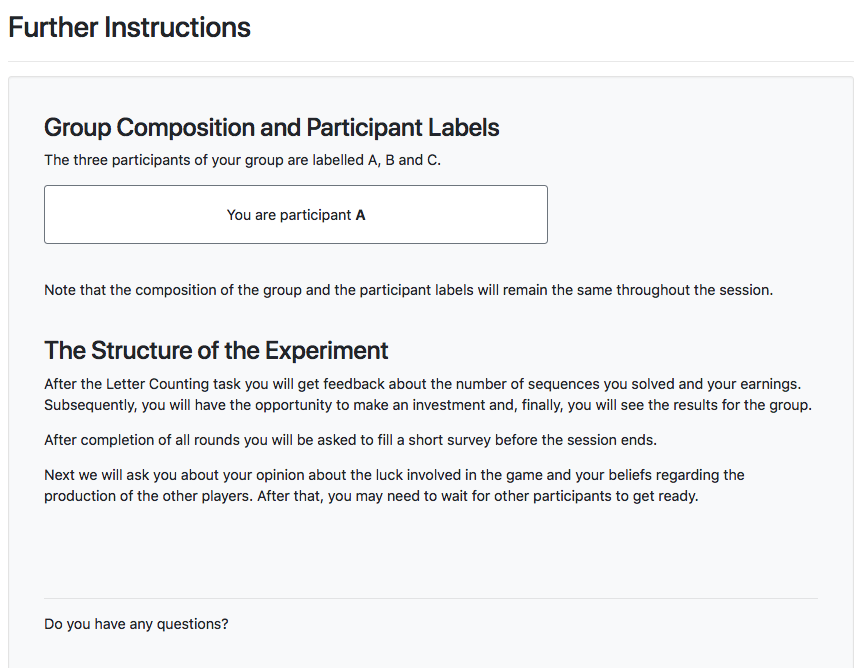 Further Instructions
Group Composition and Participant Labels
The three participants of your group are labelled A, B and C.
You are participant A
Note that the composition of the group and the participant labels will remain the same throughout the session.
The Structure of the Experiment
After the Letter Counting task you will get feedback about the number of sequences you solved and your earnings.
Subsequently, you will have the opportunity to make an investment and, finally, you will see the results for the group.
After completion of all rounds you will be asked to fill a short survey before the session ends.
Next we will ask you about your opinion about the luck involved in the game and your beliefs regarding the
production of the other players. After that, you may need to wait for other participants to get ready.
Do you have any questions?